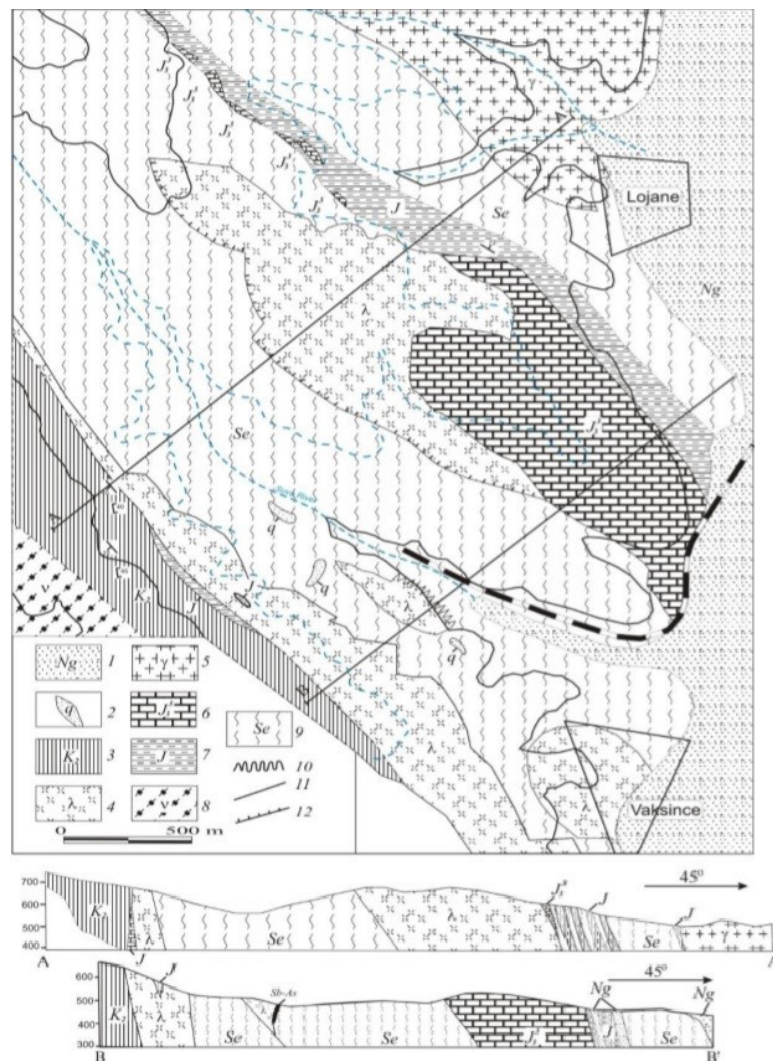 γ
A'
Lojane
Se
J
Ng
λ
Se
q
q
λ
K₂
J
ν
q
λ
λ
Vaksince
Ng 1
γ 5
q 2
6
Se 9
K₂ 3
J 7
10
λ 4
ν 8
11
12
0 500 m
700
600
500
400
K₂
λ
Se
λ
J
Se
J
γ
45⁰
A
J
600
500
400
300
K₂
λ
Se
λ
Sb-As
Se
Ng
J
Se
Ng
45⁰
B
B'